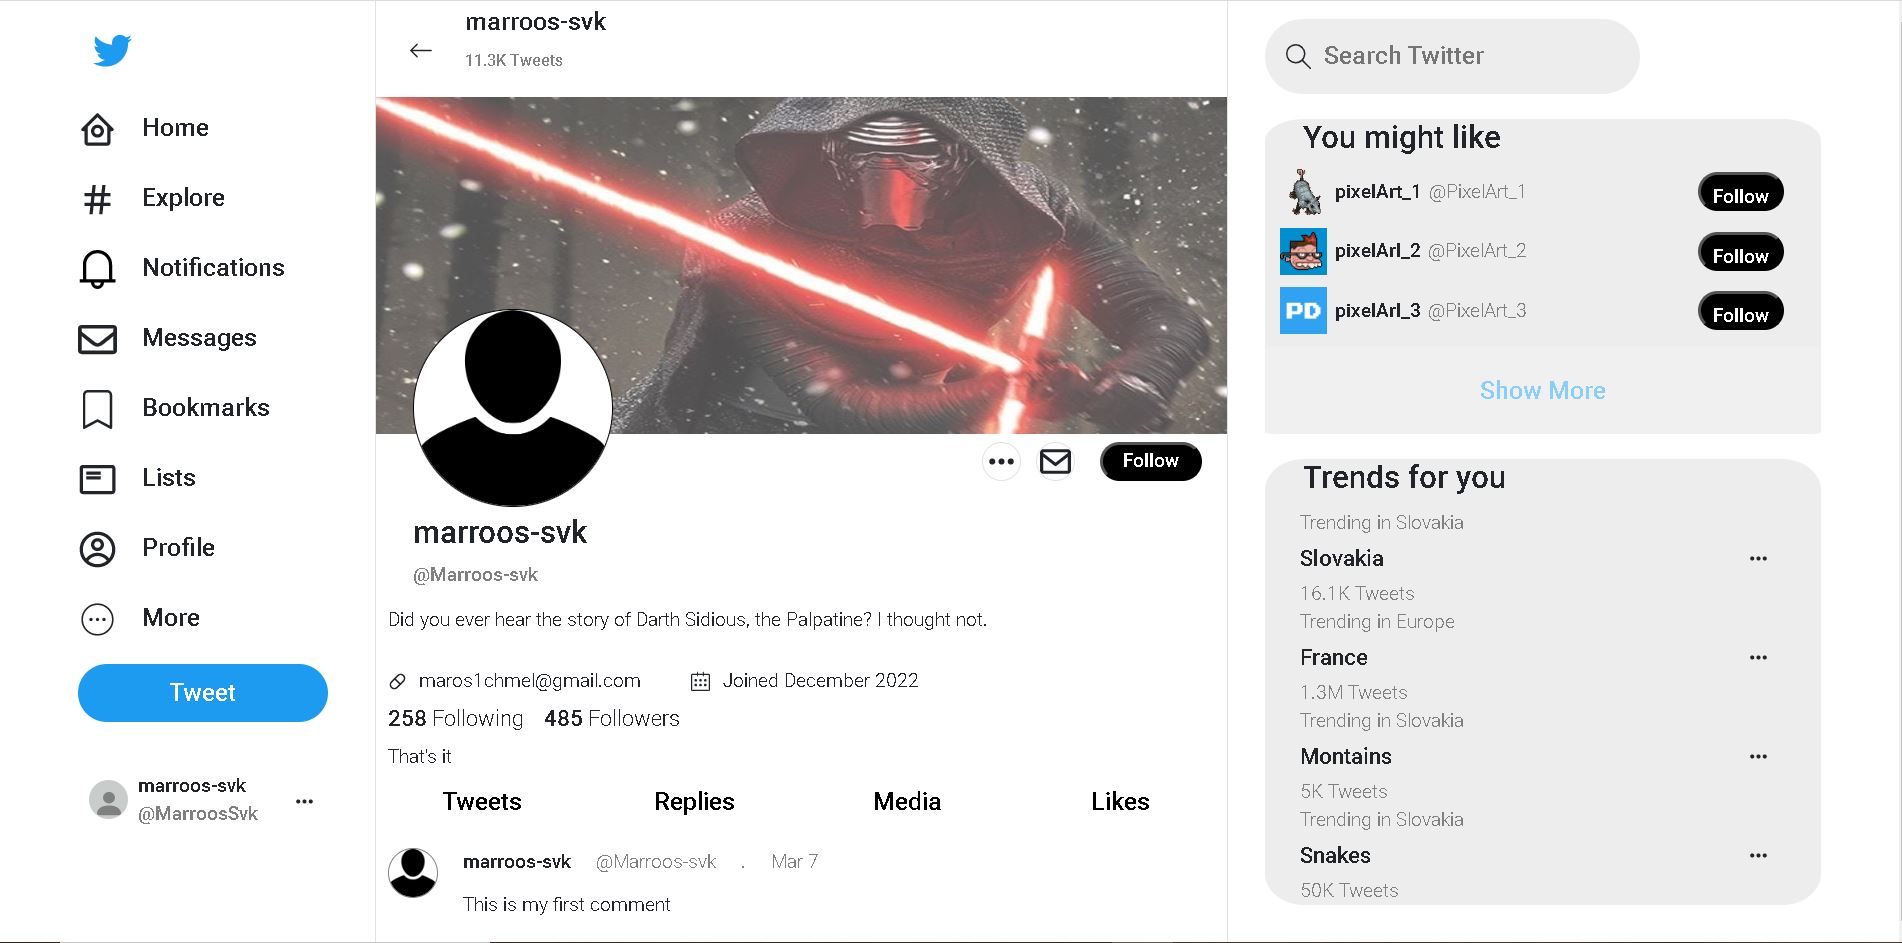 Home
Explore
Notifications
Messages
Bookmarks
Lists
Profile
More
Tweet
marroos-svk
@MarroosSvk
marroos-svk
11.3K Tweets
Follow
marroos-svk
@Marroos-svk
Did you ever hear the story of Darth Sidious, the Palpatine? I thought not.
maros1chmel@gmail.com Joined December 2022
258 Following 485 Followers
That's it
Tweets Replies Media Likes
marroos-svk @Marroos-svk . Mar 7
This is my first comment
Search Twitter
You might like
pixelArt_1 @PixelArt_1 Follow
pixelArl_2 @PixelArt_2 Follow
PD pixelArl_3 @PixelArt_3 Follow
Show More
Trends for you
Trending in Slovakia
Slovakia
16.1K Tweets
Trending in Europe
France
1.3M Tweets
Trending in Slovakia
Montains
5K Tweets
Trending in Slovakia
Snakes
50K Tweets